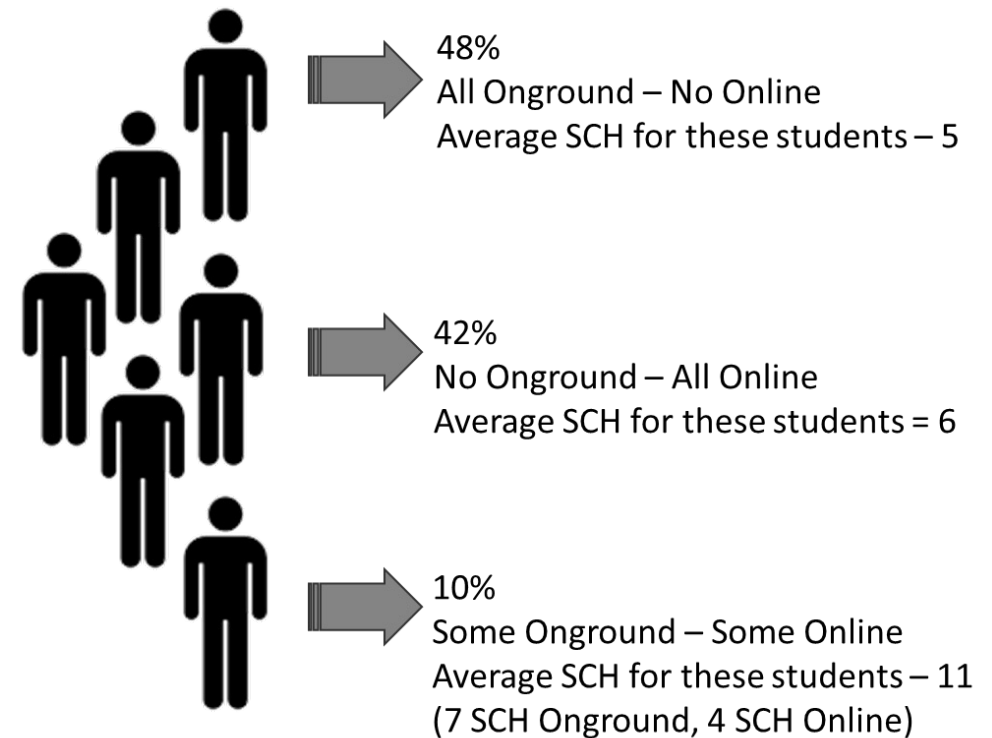 48%
All Onground – No Online
Average SCH for these students – 5
42%
No Onground – All Online
Average SCH for these students = 6
10%
Some Onground – Some Online
Average SCH for these students – 11
(7 SCH Onground, 4 SCH Online)